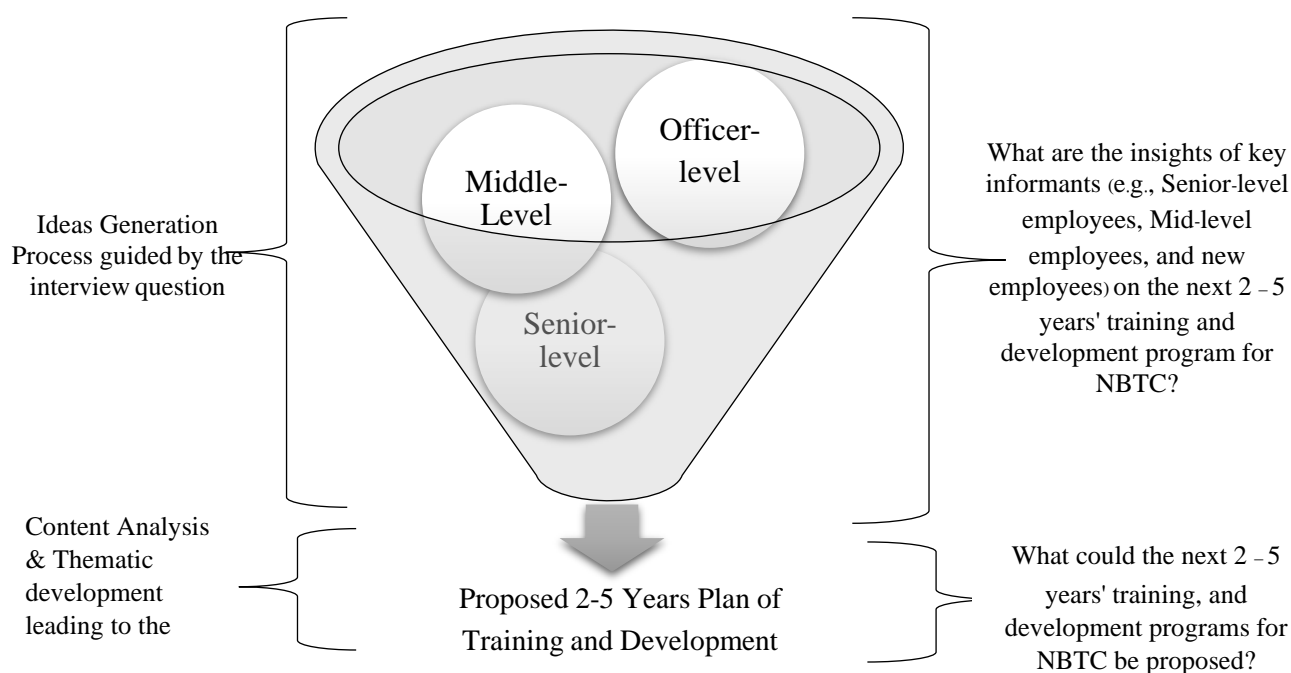 Ideas Generation
Process guided by the
interview question
Middle-
Level
Officer-
level
Senior-
level
What are the insights of key
informants (e.g., Senior-level
employees, Mid-level
employees, and new
employees) on the next 2 – 5
years' training and
development program for
NBTC?
Content Analysis
& Thematic
development
leading to the
Proposed 2-5 Years Plan of
Training and Development
What could the next 2 – 5
years' training, and
development programs for
NBTC be proposed?